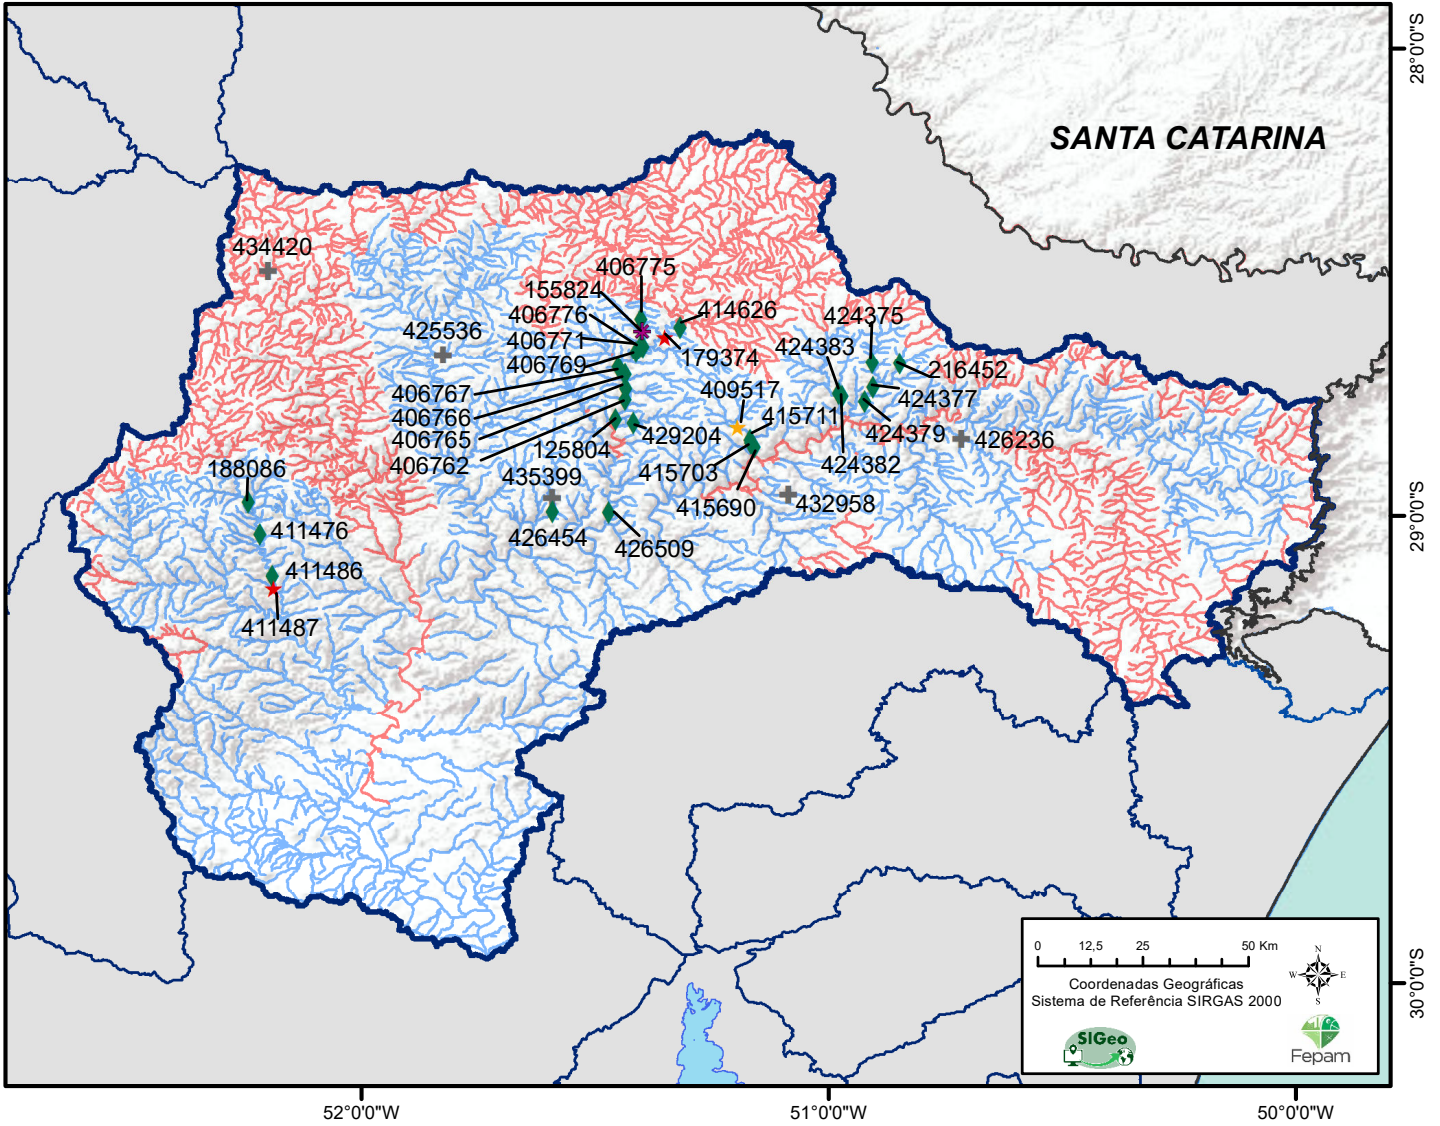 28°0'0"S
SANTA CATARINA
434420
406775
155824
414626
406776
424375
425536
406771
424383
406769
179374
216452
406767
409517
424377
406766
415711
406765
429204
424379
426236
125804
406762
424382
188086
435399
415703
415690
432958
29°0'0"S
411476
426454
426509
411486
411487
0 12,5 25 50 Km
N
W E
S
Coordenadas Geográficas
Sistema de Referência SIRGAS 2000
30°0'0"S
SIGeo
Fepam
52°0'0"W 51°0'0"W 50°0'0"W